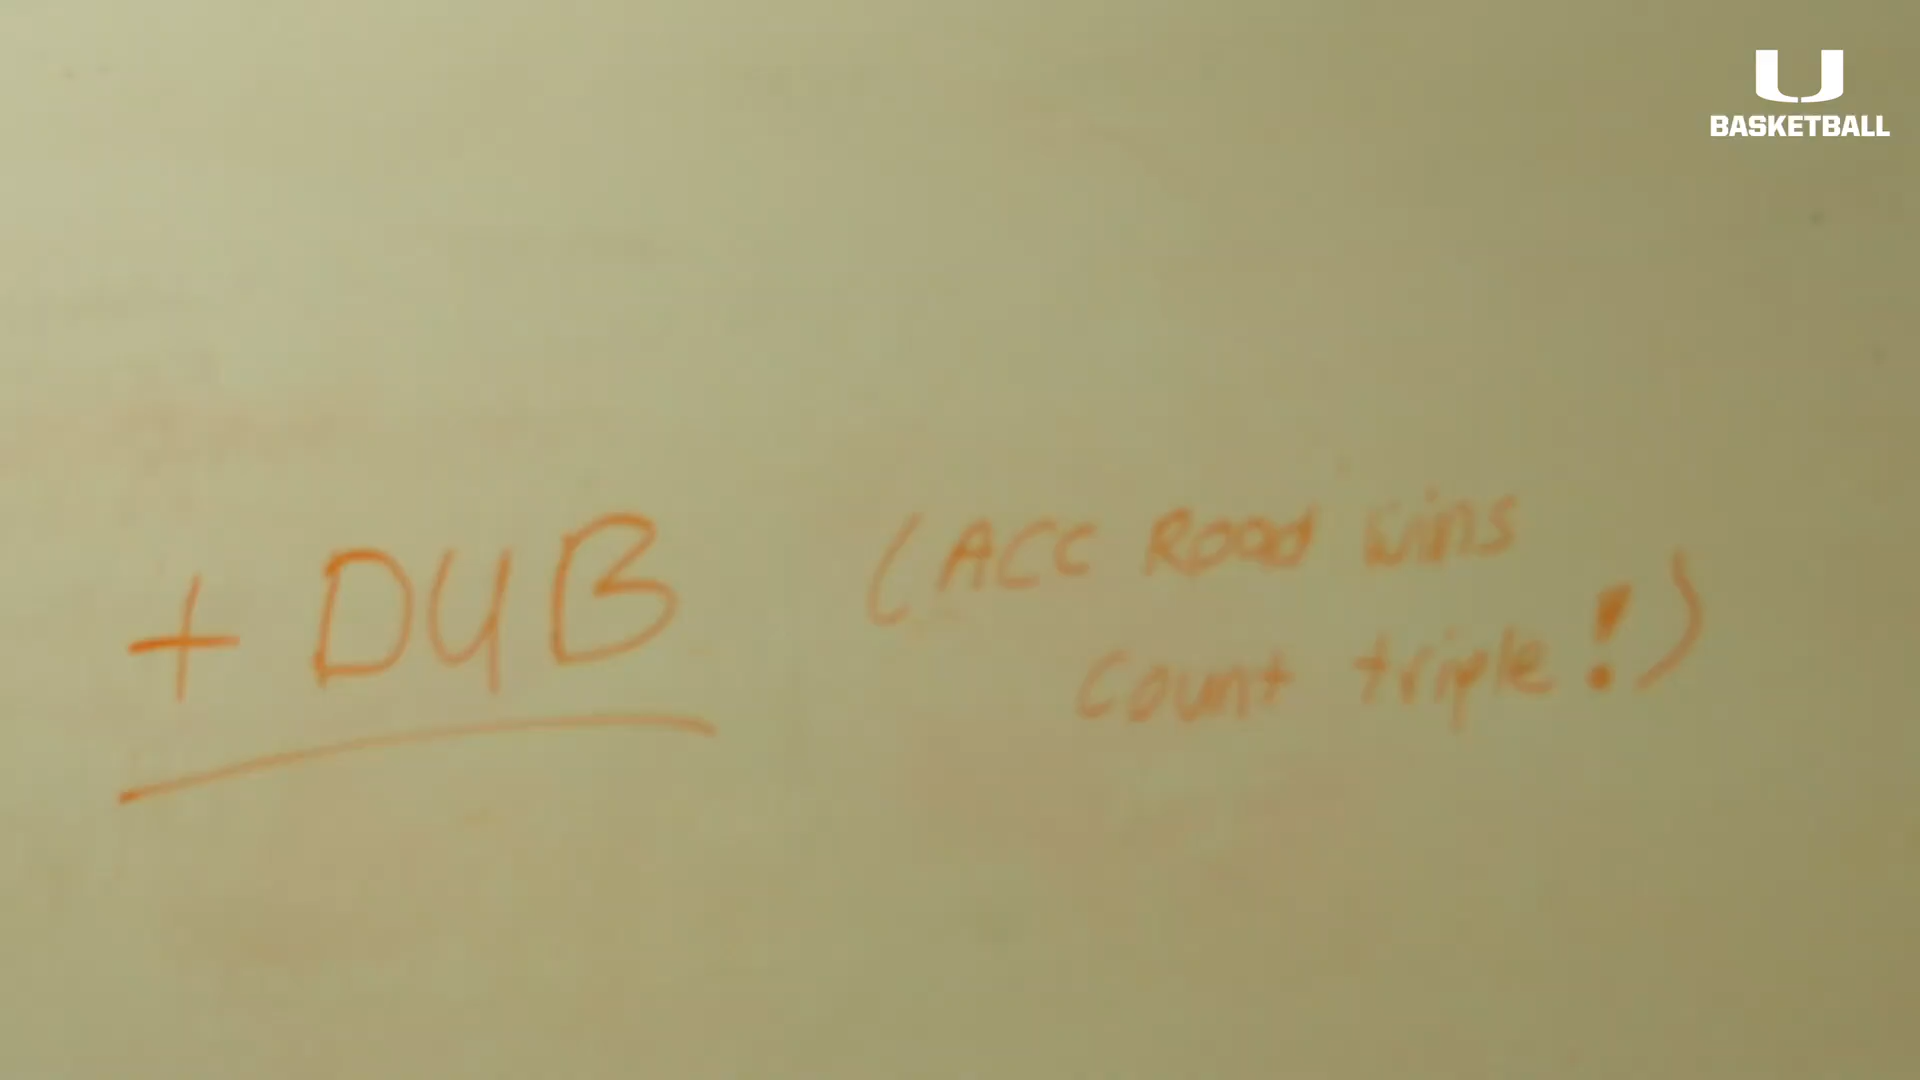 U
BASKETBALL
+ DUB
(ACC Road wins
count triple!)